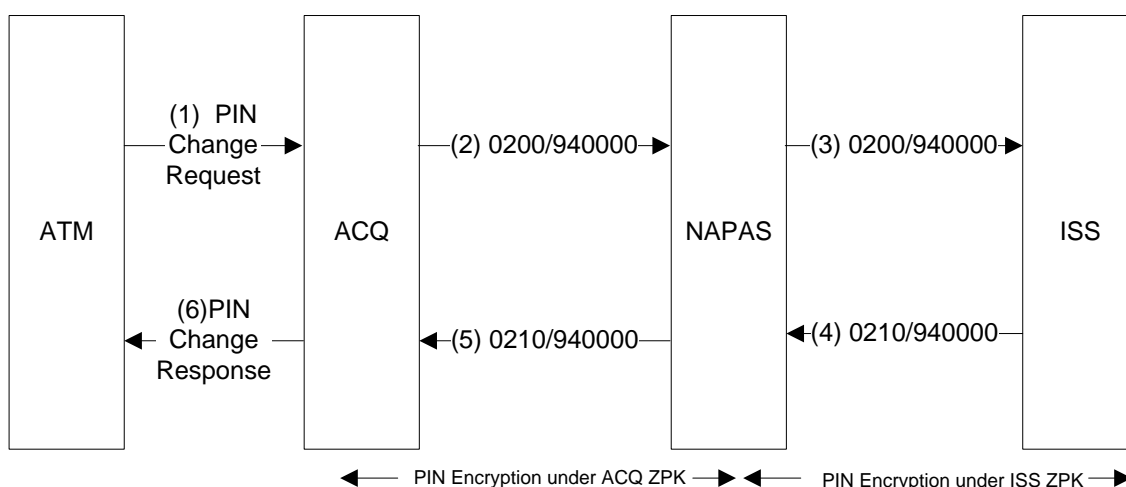 (1) PIN
Change
Request
(2) 0200/940000
(3) 0200/940000
ATM
ACQ
NAPAS
ISS
(6)PIN
Change
Response
(5) 0210/940000
(4) 0210/940000
PIN Encryption under ACQ ZPK
PIN Encryption under ISS ZPK